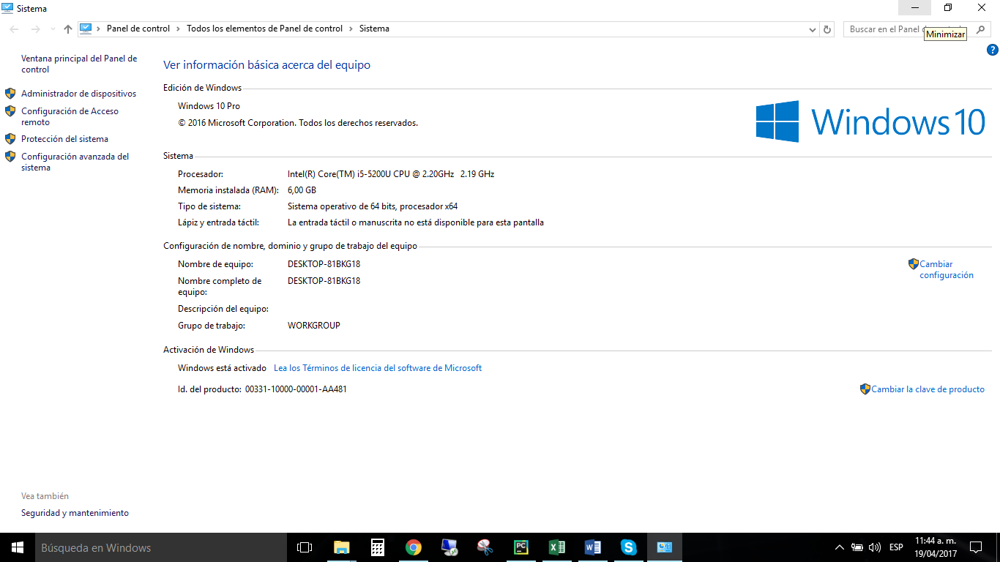 Sistema
Panel de control > Todos los elementos de Panel de control > Sistema
Buscar en el Panel de
Minimizar
Ventana principal del Panel de
control
Administrador de dispositivos
Configuración de Acceso
remoto
Protección del sistema
Configuración avanzada del
sistema
Ver información básica acerca del equipo
Edición de Windows
Windows 10 Pro
© 2016 Microsoft Corporation. Todos los derechos reservados.
Windows 10
Sistema
Procesador: Intel(R) Core(TM) i5-5200U CPU @ 2.20GHz 2.19 GHz
Memoria instalada (RAM): 6,00 GB
Tipo de sistema: Sistema operativo de 64 bits, procesador x64
Lápiz y entrada táctil: La entrada táctil o manuscrita no está disponible para esta pantalla
Configuración de nombre, dominio y grupo de trabajo del equipo
Nombre de equipo: DESKTOP-81BKG18
Cambiar
configuración
Nombre completo de
equipo: DESKTOP-81BKG18
Descripción del equipo:
Grupo de trabajo: WORKGROUP
Activación de Windows
Windows está activado Lea los Términos de licencia del software de Microsoft
Id. del producto: 00331-10000-00001-AA481
Cambiar la clave de producto
Vea también
Seguridad y mantenimiento
Búsqueda en Windows
PC
ESP
11:44 a. m.
19/04/2017